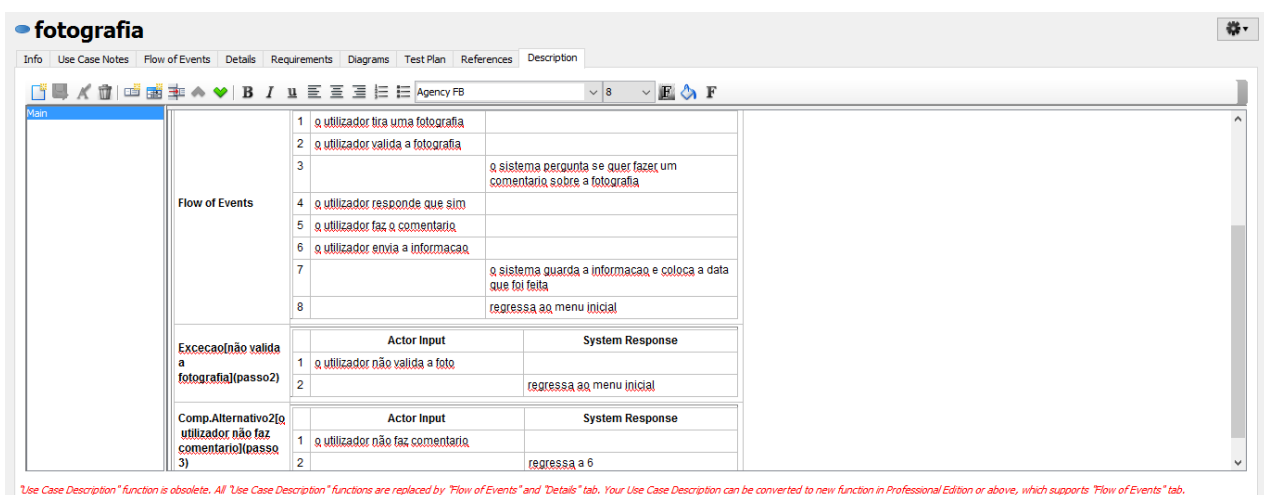 fotografia
Info Use Case Notes Flow of Events Details Requirements Diagrams Test Plan References Description
B I u Agency FB 8 F F
Main
1 o utilizador tira uma fotografia
2 o utilizador valida a fotografia
3 o sistema pergunta se quer fazer um
comentario sobre a fotografia
Flow of Events
4 o utilizador responde que sim
5 o utilizador faz o comentario
6 o utilizador envia a informacao
7 o sistema guarda a informacao e coloca a data
que foi feita
8 regressa ao menu inicial
Excecao[não valida
a
fotografia](passo2)
Actor Input System Response
1 o utilizador não valida a foto
2 regressa ao menu inicial
Comp.Alternativo2[o
utilizador não faz
comentario](passo
3)
Actor Input System Response
1 o utilizador não faz comentario
2 regressa a 6
"Use Case Description" function is obsolete. All "Use Case Description" functions are replaced by "Flow of Events" and "Details" tab. Your Use Case Description can be converted to new function in Professional Edition or above, which supports "Flow of Events" tab.